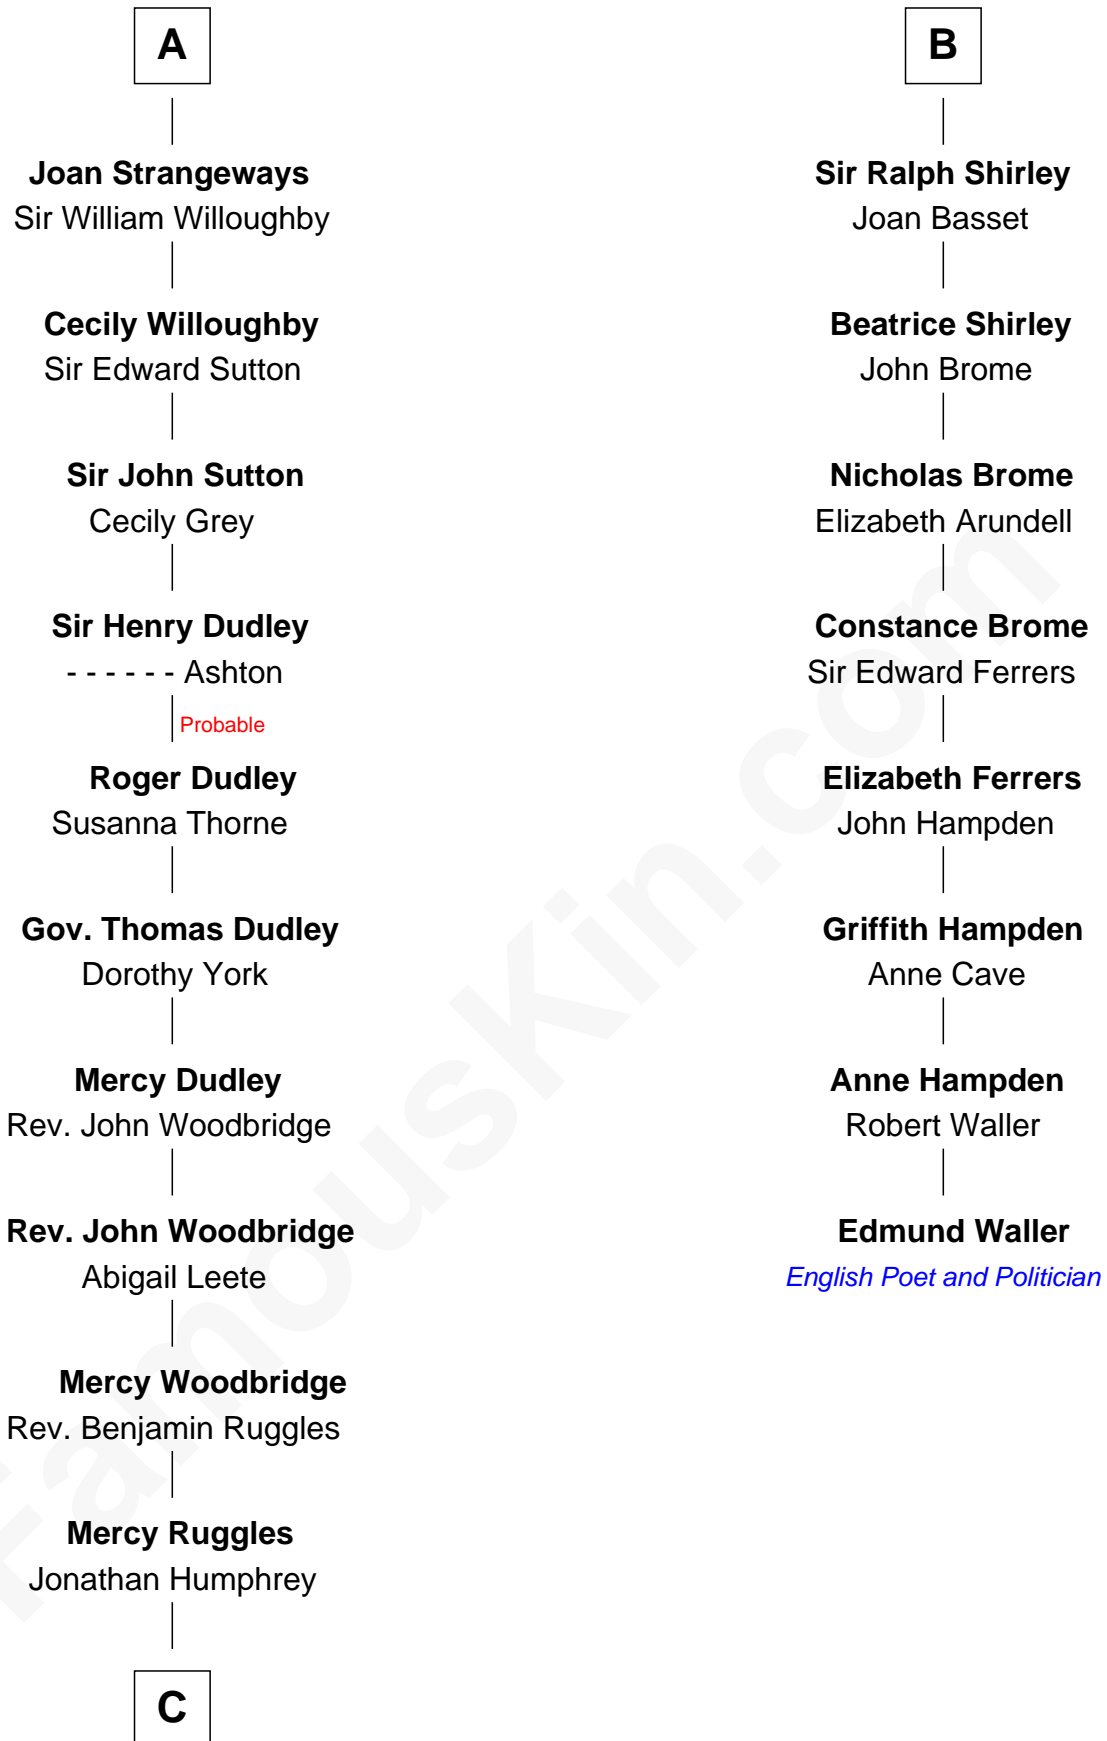 A
Joan Strangeways
Sir William Willoughby
Cecily Willoughby
Sir Edward Sutton
Sir John Sutton
Cecily Grey
Sir Henry Dudley
- - - - - - Ashton
Probable
Roger Dudley
Susanna Thorne
Gov. Thomas Dudley
Dorothy York
Mercy Dudley
Rev. John Woodbridge
Rev. John Woodbridge
Abigail Leete
Mercy Woodbridge
Rev. Benjamin Ruggles
Mercy Ruggles
Jonathan Humphrey
C
B
Sir Ralph Shirley
Joan Basset
Beatrice Shirley
John Brome
Nicholas Brome
Elizabeth Arundell
Constance Brome
Sir Edward Ferrers
Elizabeth Ferrers
John Hampden
Griffith Hampden
Anne Cave
Anne Hampden
Robert Waller
Edmund Waller
English Poet and Politician
FamousKin.com